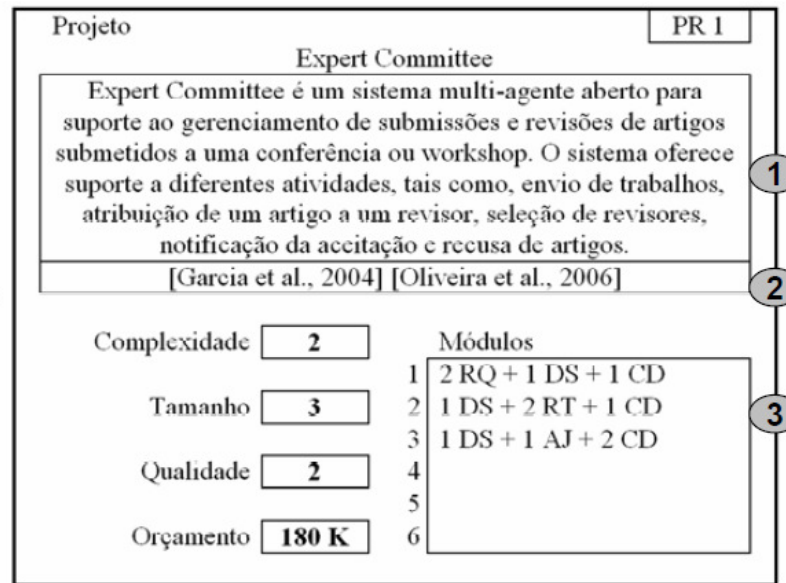 Projeto
PR 1
Expert Committee
Expert Committee é um sistema multi-agente aberto para
suporte ao gerenciamento de submissões e revisões de artigos
submetidos a uma conferência ou workshop. O sistema oferece
suporte a diferentes atividades, tais como, envio de trabalhos,
atribuição de um artigo a um revisor, seleção de revisores,
notificação da aceitação e recusa de artigos.
1
[Garcia et al., 2004] [Oliveira et al., 2006]
2
Complexidade 2
Tamanho 3
Qualidade 2
Orçamento 180 K
Módulos
1 2 RQ + 1 DS + 1 CD
2 1 DS + 2 RT + 1 CD
3 1 DS + 1 AJ + 2 CD
4
5
6
3